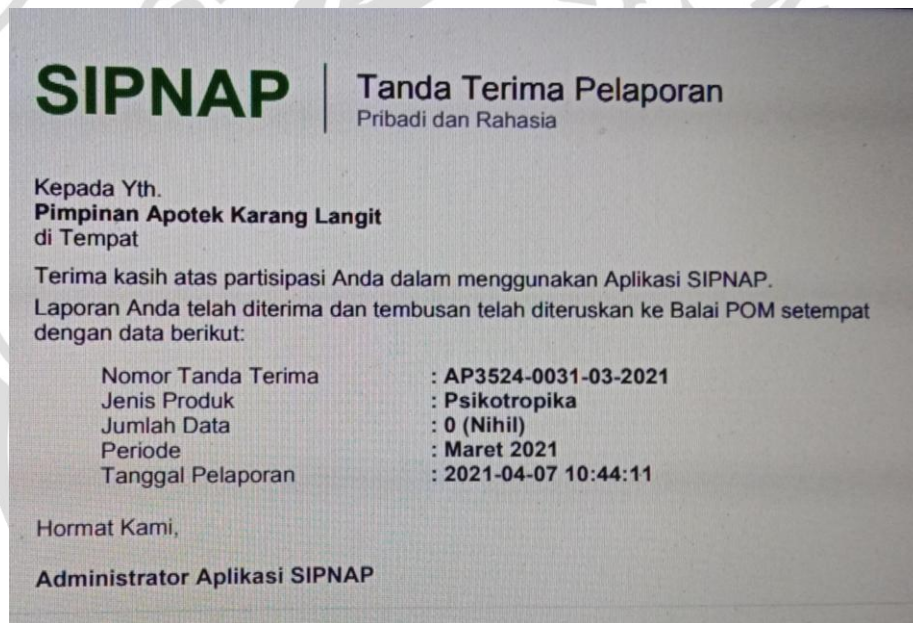 SIPNAP
Tanda Terima Pelaporan
Pribadi dan Rahasia
Kepada Yth.
Pimpinan Apotek Karang Langit
di Tempat
Terima kasih atas partisipasi Anda dalam menggunakan Aplikasi SIPNAP.
Laporan Anda telah diterima dan tembusan telah diteruskan ke Balai POM setempat
dengan data berikut:
Nomor Tanda Terima : AP3524-0031-03-2021
Jenis Produk : Psikotropika
Jumlah Data : 0 (Nihil)
Periode : Maret 2021
Tanggal Pelaporan : 2021-04-07 10:44:11
Hormat Kami,
Administrator Aplikasi SIPNAP